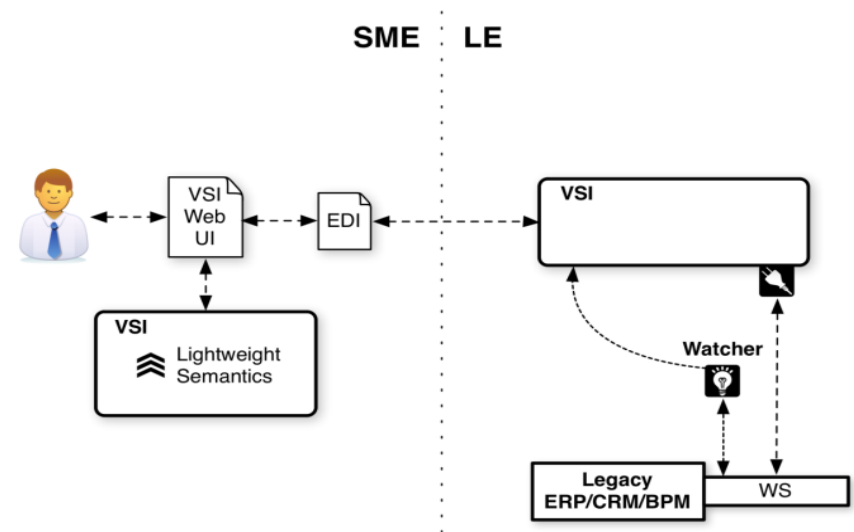 SME LE
VSI
Web
UI
EDI
VSI
VSI
Lightweight
Semantics
Watcher
Legacy
ERP/CRM/BPM
WS